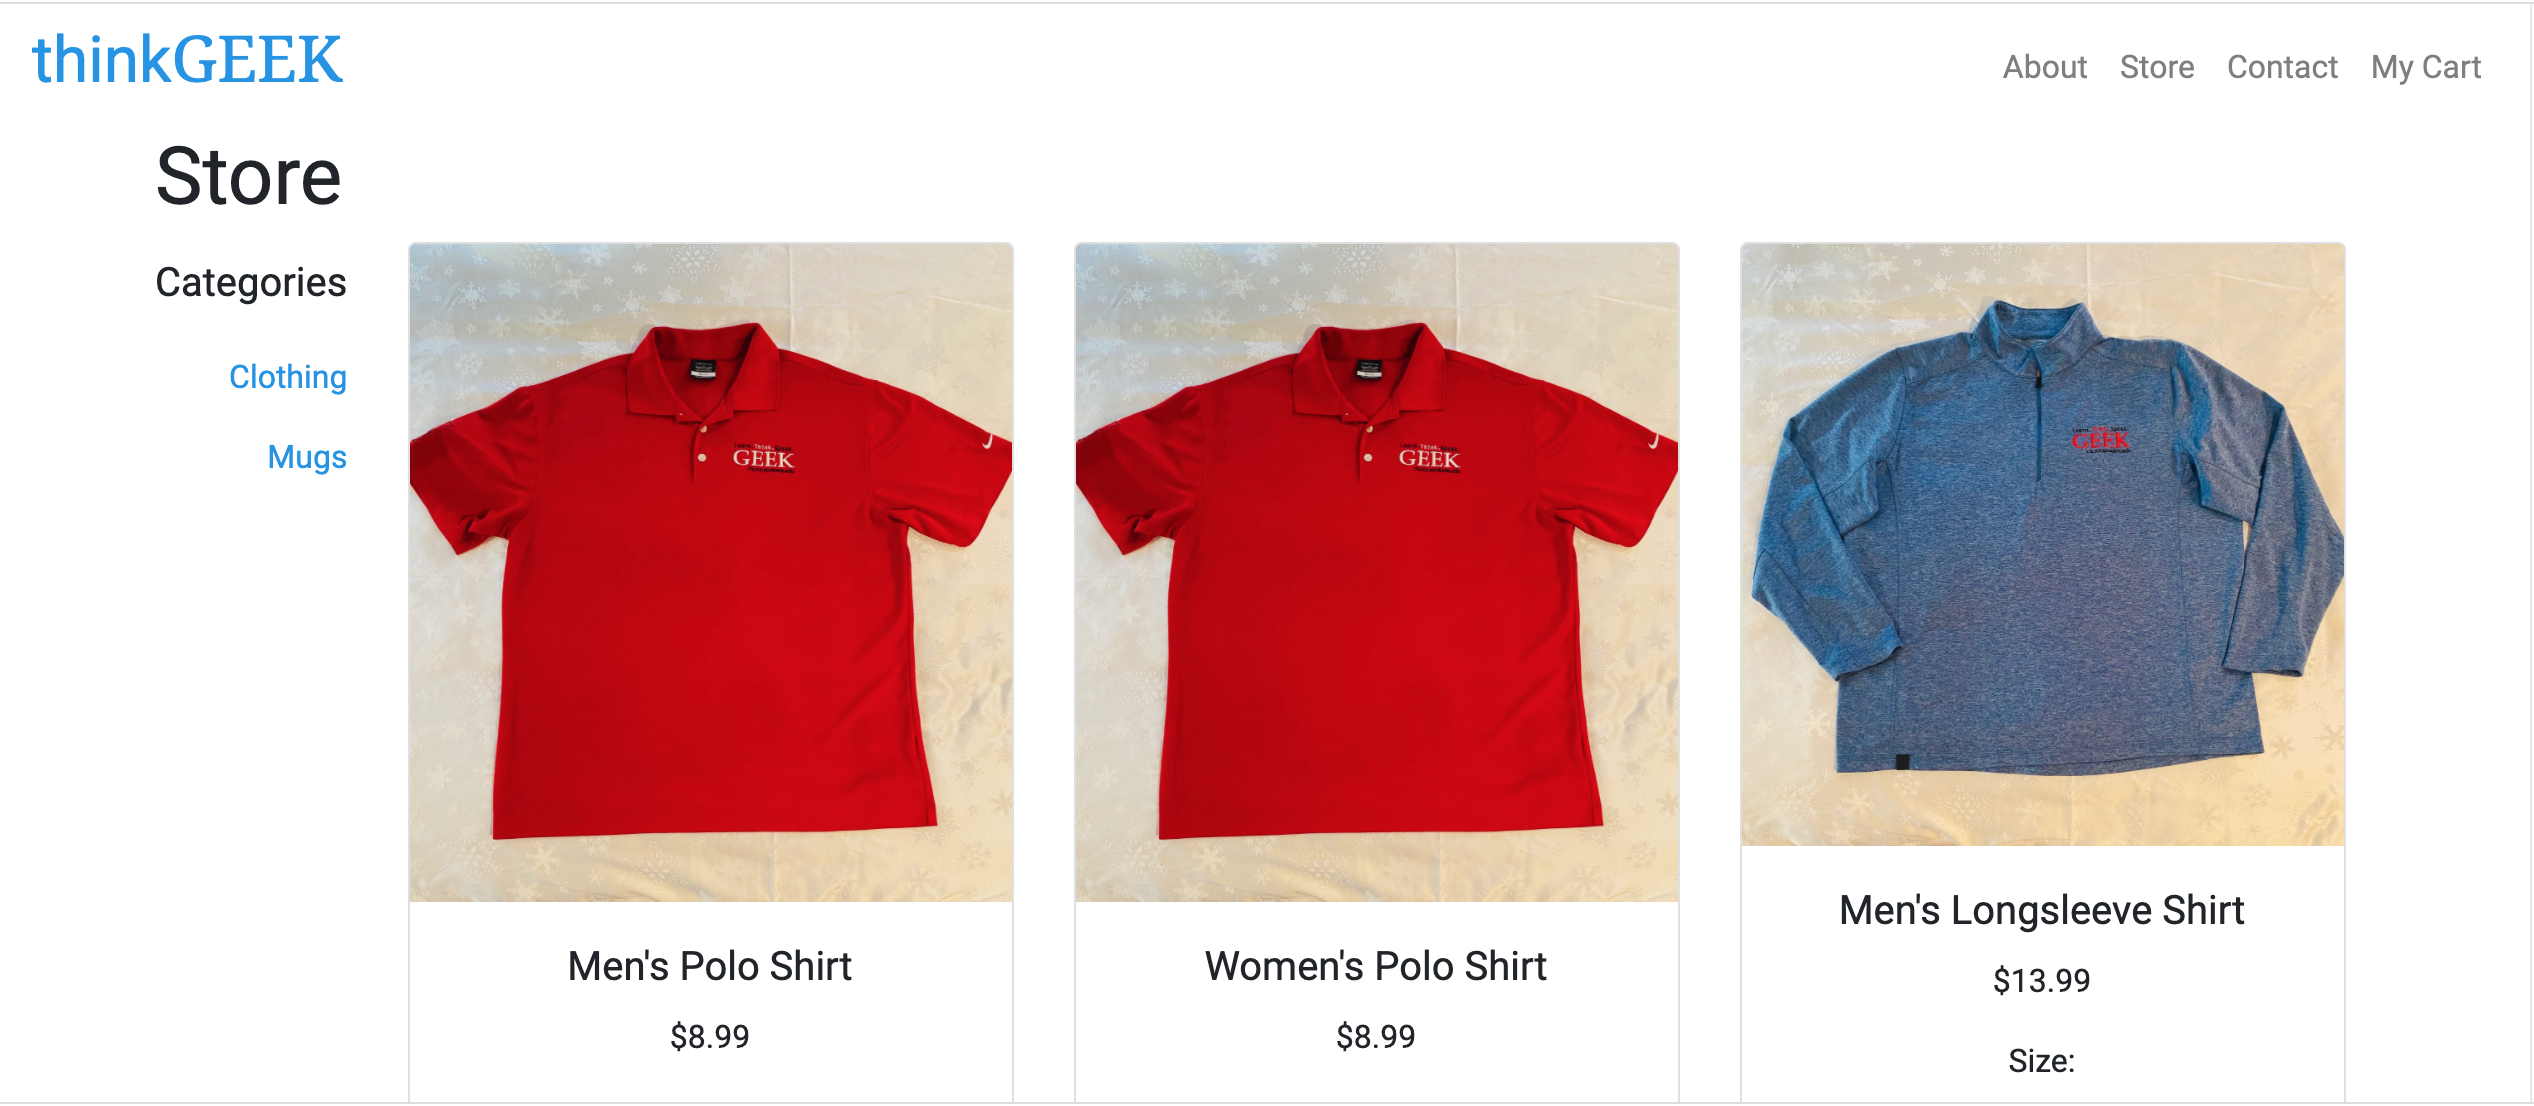 thinkGEEK
About Store Contact My Cart
Store
Categories
Clothing
Mugs
GEEK
GEEK
GEEK
Men's Polo Shirt
$8.99
Women's Polo Shirt
$8.99
Men's Longsleeve Shirt
$13.99
Size: